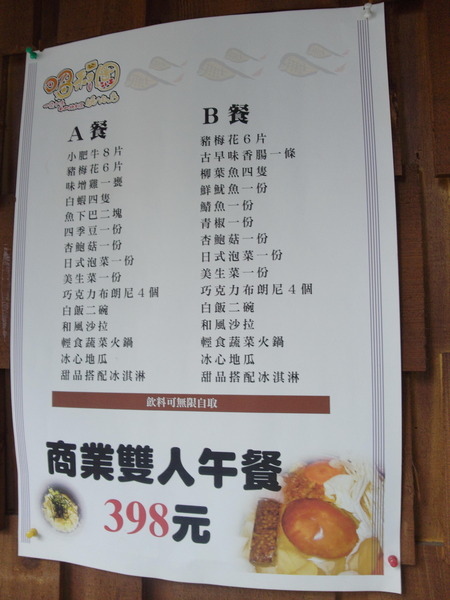 A 餐
小肥牛8片
豬梅花6片
味增雞一甕
白蝦四隻
魚下巴二塊
四季豆一份
杏鮑菇一份
日式泡菜一份
美生菜一份
巧克力布朗尼4個
白飯二碗
和風沙拉
輕食蔬菜火鍋
冰心地瓜
甜品搭配冰淇淋
B 餐
豬梅花6片
古早味香腸一條
柳葉魚四隻
鮮魷魚一份
鯖魚一份
青椒一份
杏鮑菇一份
日式泡菜一份
美生菜一份
巧克力布朗尼4個
白飯二碗
和風沙拉
輕食蔬菜火鍋
冰心地瓜
甜品搭配冰淇淋
飲料可無限自取
商業雙人午餐
398元